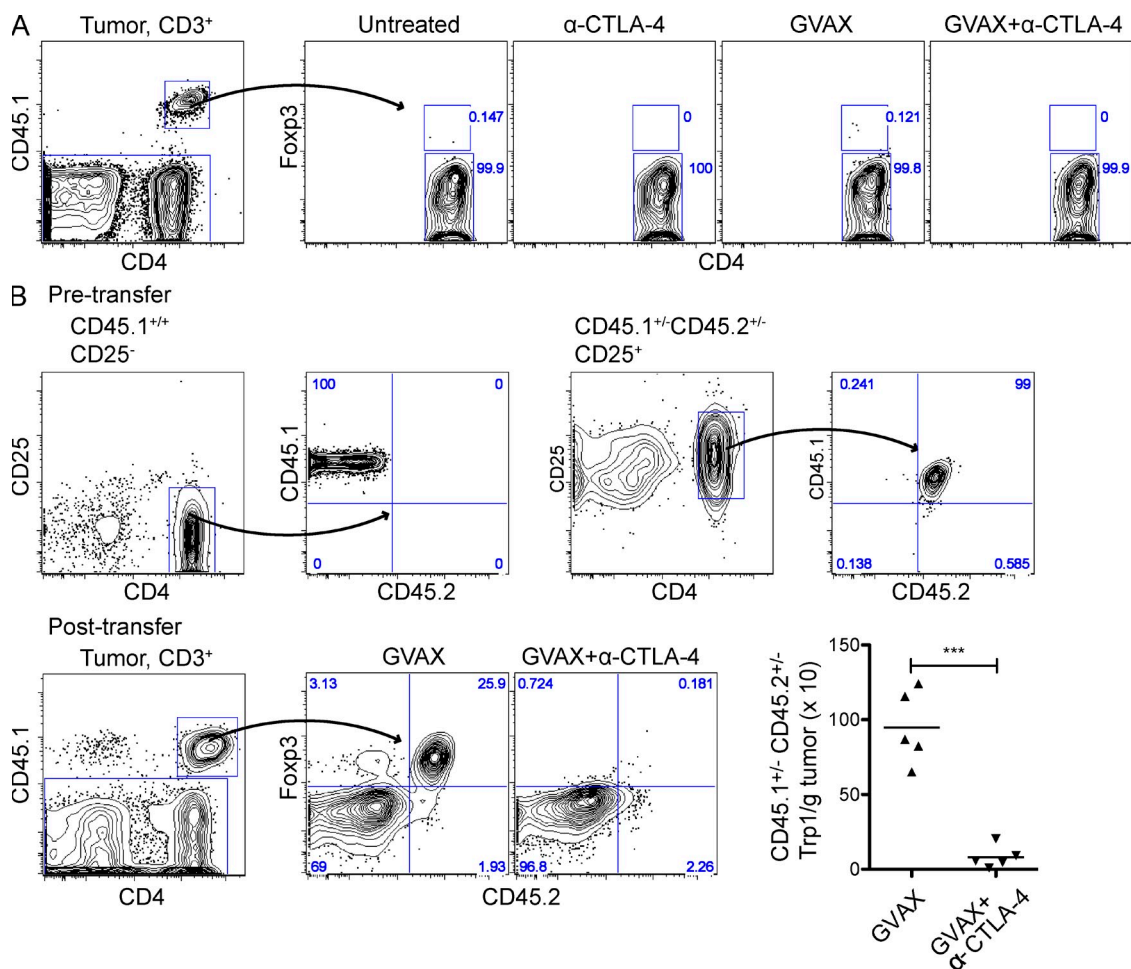 A
Tumor, CD3⁺
Untreated
α-CTLA-4
GVAX
GVAX+α-CTLA-4
CD45.1
CD4
Foxp3
0.147
99.9
0
100
0.121
99.8
0
99.9
CD4
B Pre-transfer
CD45.1⁺/⁺
CD25⁻
CD45.1⁺/⁻CD45.2⁺/⁻
CD25⁺
CD25
CD4
CD45.1
100
0
0
0
CD45.2
CD25
CD4
CD45.1
0.241
99
0.138
0.585
CD45.2
Post-transfer
Tumor, CD3⁺
GVAX
GVAX+α-CTLA-4
CD45.1
CD4
Foxp3
3.13
25.9
69
1.93
0.724
0.181
96.8
2.26
CD45.2
CD45.1⁺/⁻ CD45.2⁺/⁻
Trp1/g tumor (x 10)
150
100
50
0
***
GVAX
GVAX+
α-CTLA-4